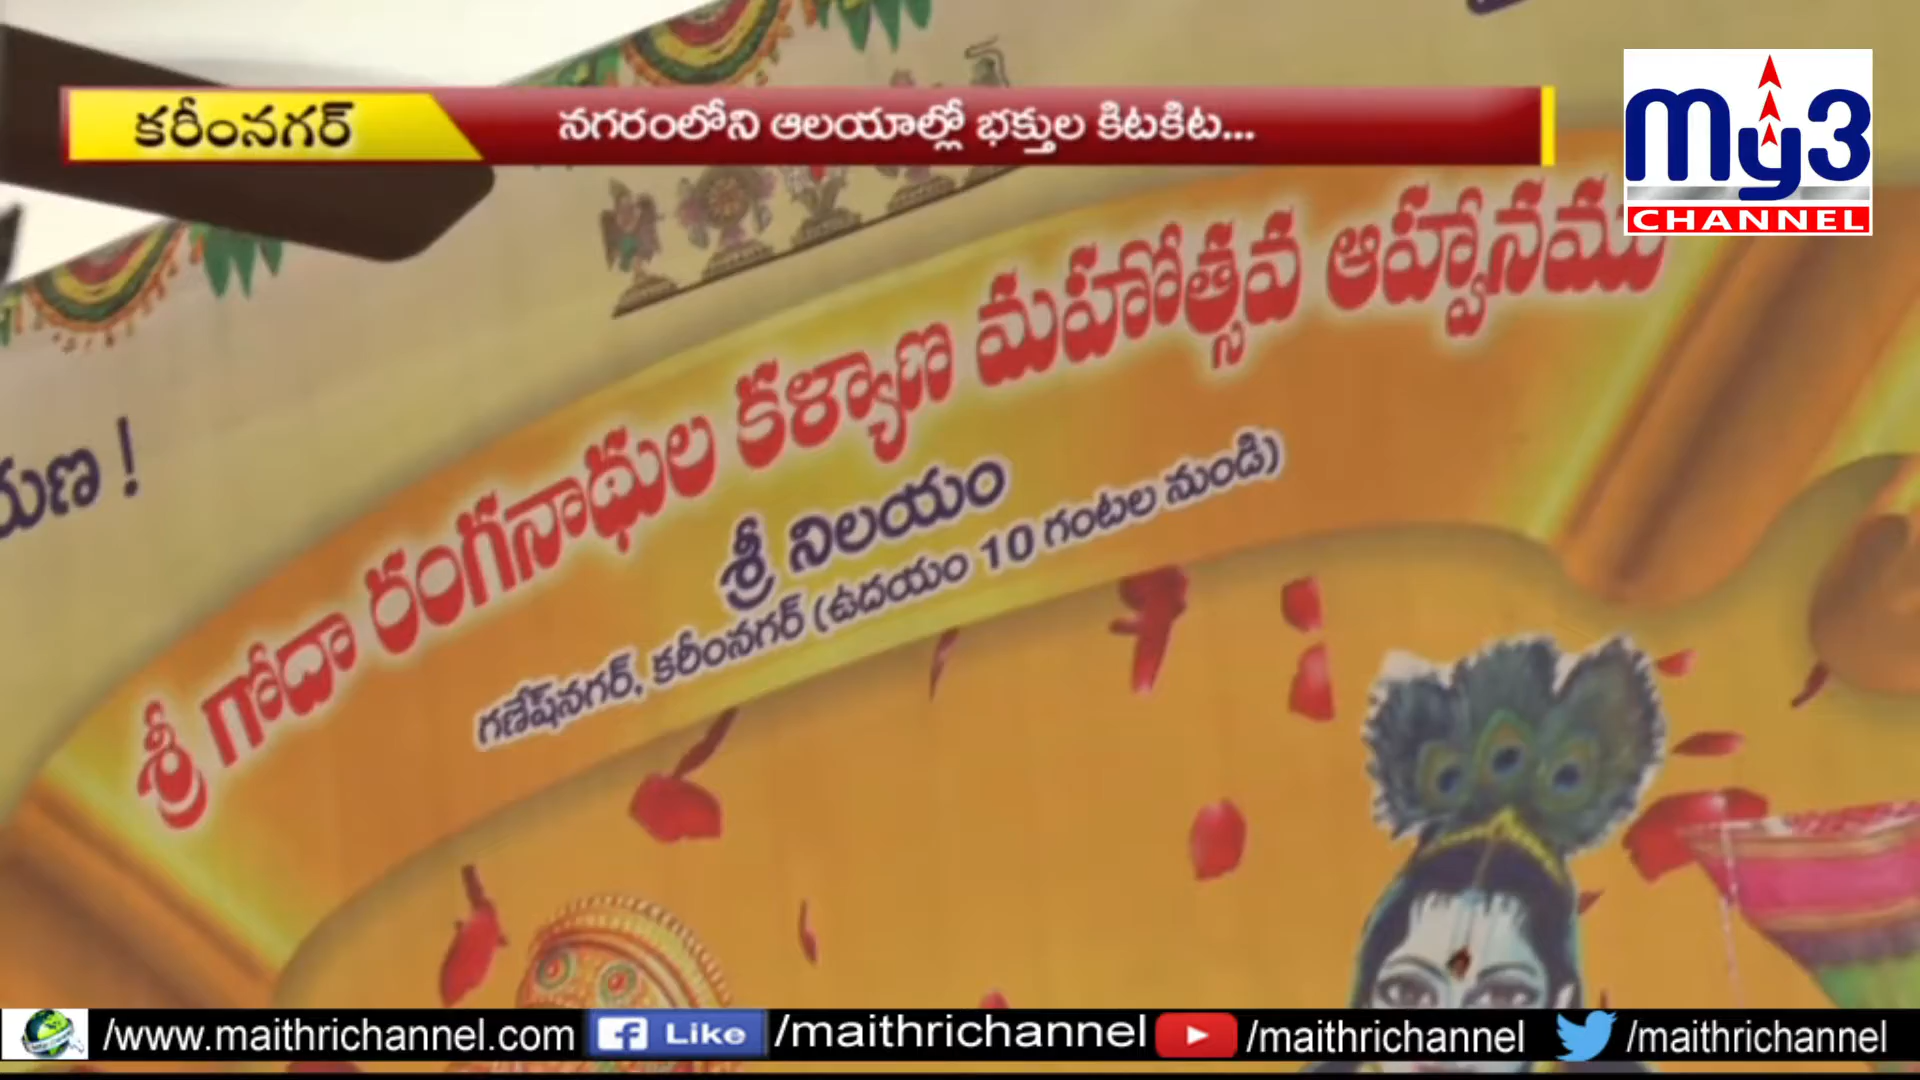 కరీంనగర్
నగరంలోని ఆలయాల్లో భక్తుల కిటకిట...
my3
CHANNEL
శ్రీ గోదా రంగనాథుల కళ్యాణ మహోత్సవ ఆహ్వానము
శ్రీ నిలయం
గణేష్‌నగర్, కరీంనగర్ (ఉదయం 10 గంటల నుండి)
/www.maithrichannel.com
Like
/maithrichannel
/maithrichannel
/maithrichannel